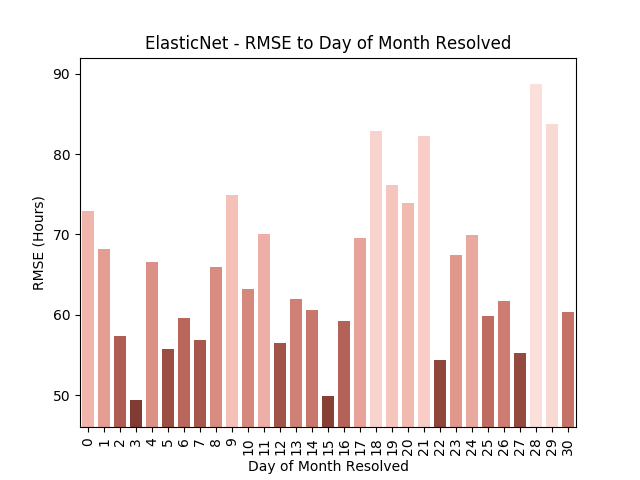 ElasticNet - RMSE to Day of Month Resolved
90
80
70
60
50
RMSE (Hours)
0 1 2 3 4 5 6 7 8 9 10 11 12 13 14 15 16 17 18 19 20 21 22 23 24 25 26 27 28 29 30
Day of Month Resolved